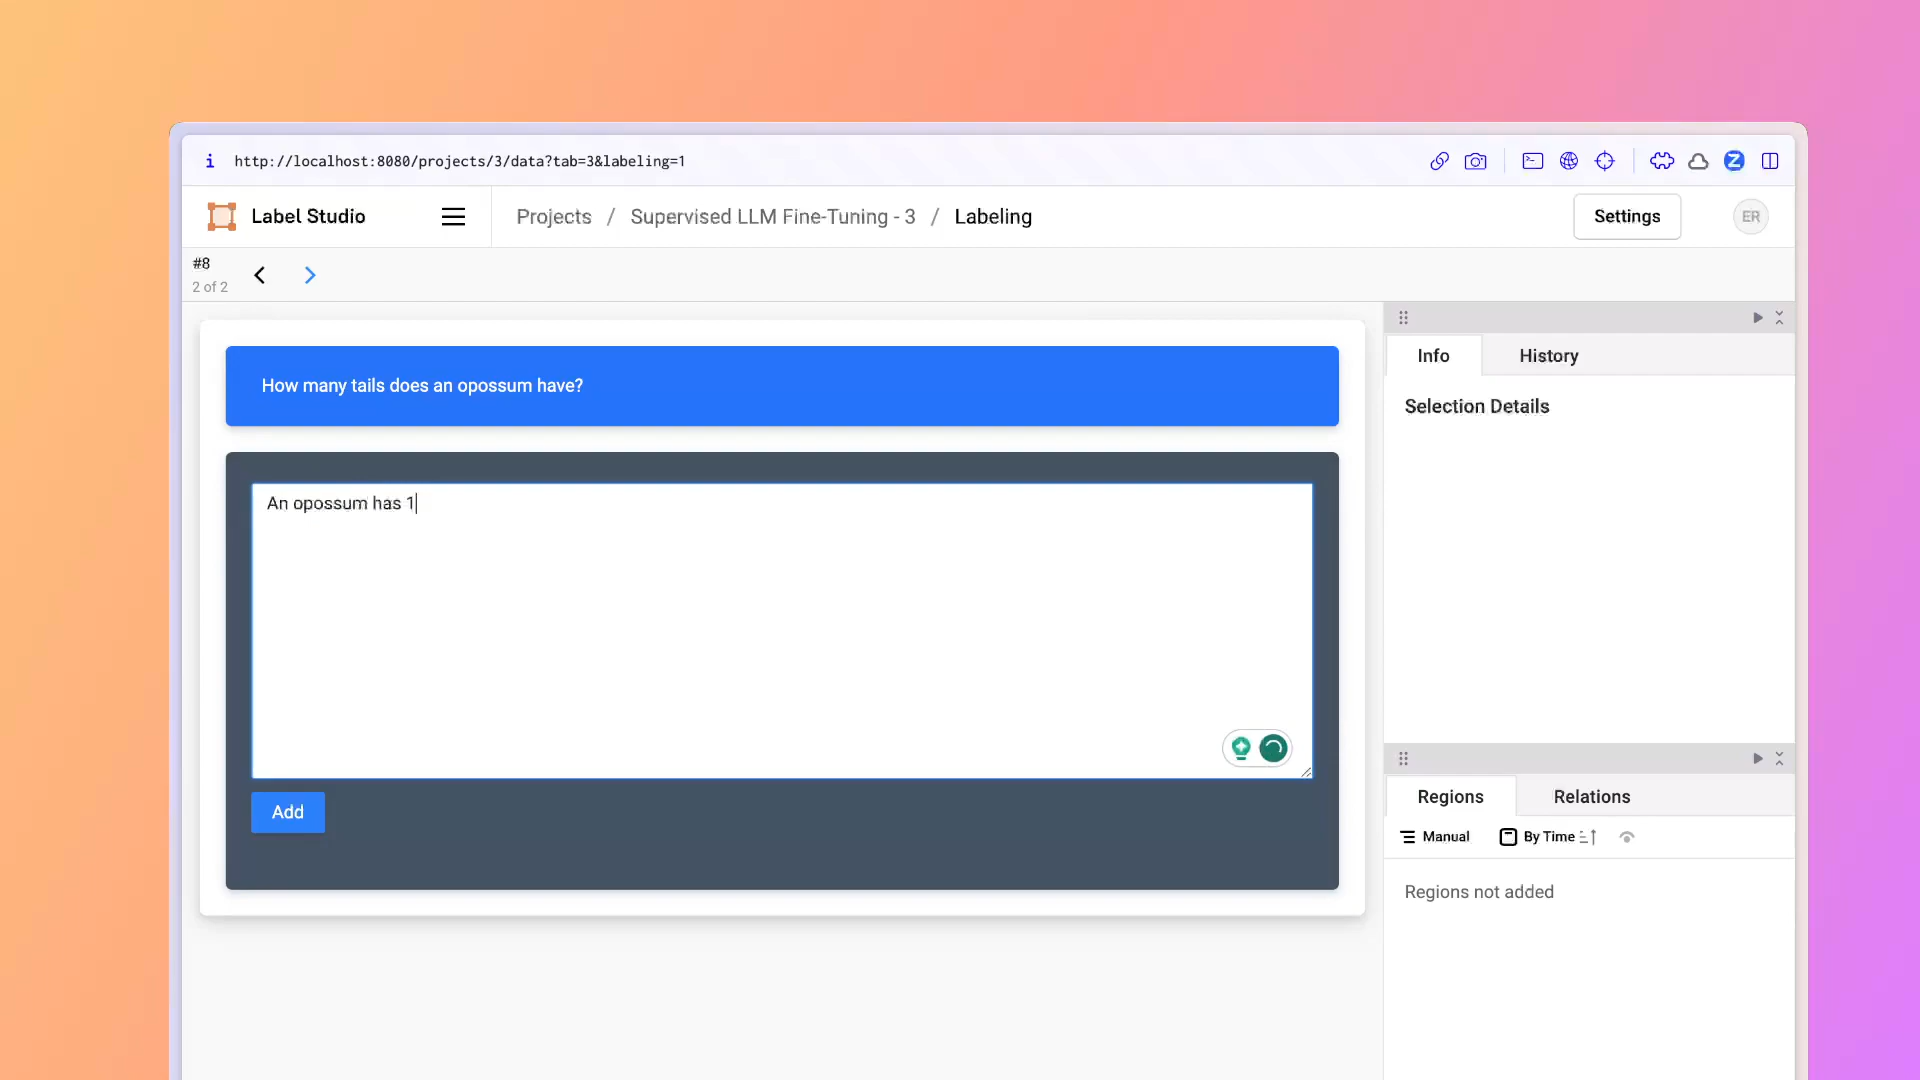 i http://localhost:8080/projects/3/data?tab=3&labeling=1
Label Studio
Projects / Supervised LLM Fine-Tuning - 3 / Labeling
Settings
ER
#8
2 of 2
How many tails does an opossum have?
An opossum has 1
Add
Info
History
Selection Details
Regions
Relations
Manual
By Time
Regions not added